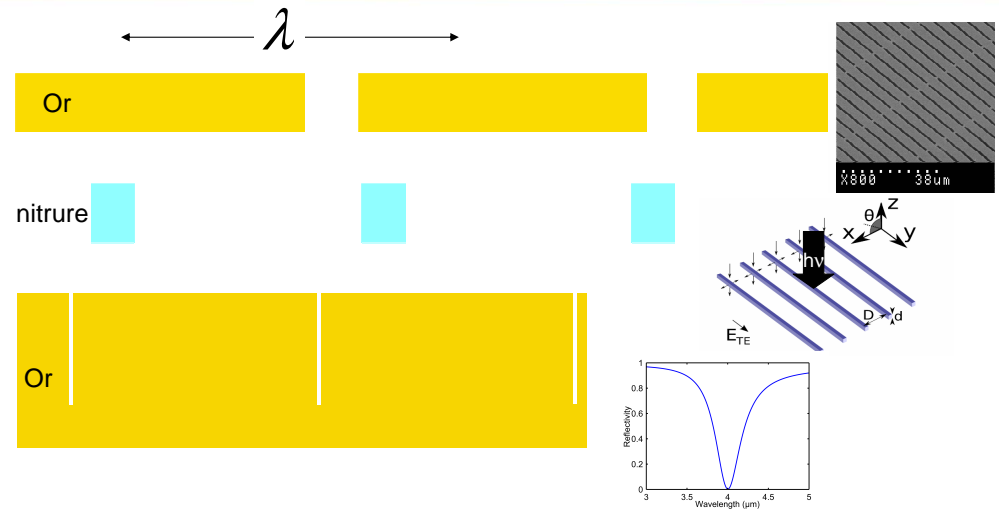 λ
Or
nitrure
Or
X800 38um
θ z
x y
hν
D d
E_TE
Reflectivity
1
0.8
0.6
0.4
0.2
0
3 3.5 4 4.5 5
Wavelength (μm)